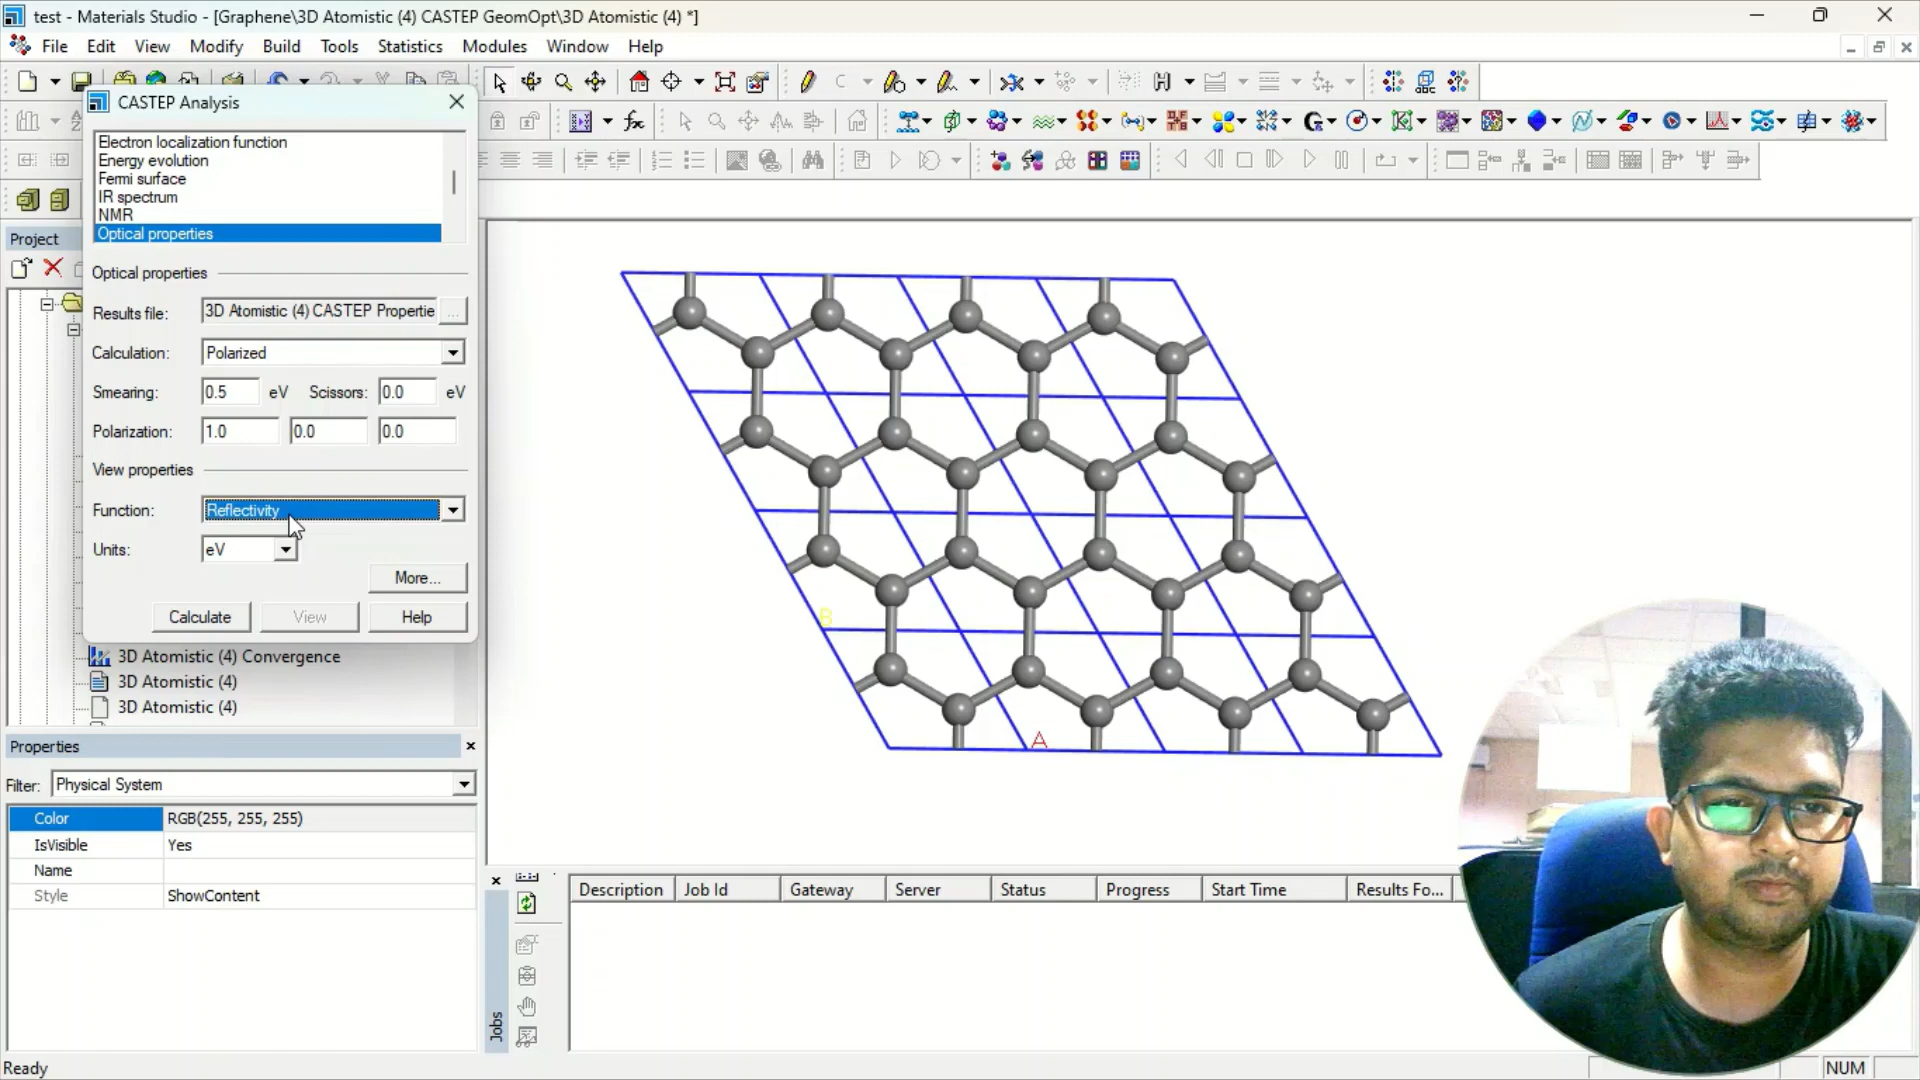 test - Materials Studio - [Graphene\3D Atomistic (4) CASTEP GeomOpt\3D Atomistic (4) *]
File Edit View Modify Build Tools Statistics Modules Window Help
CASTEP Analysis
Electron localization function
Energy evolution
Fermi surface
IR spectrum
NMR
Optical properties
Project
Optical properties
Results file: 3D Atomistic (4) CASTEP Propertie ...
Calculation: Polarized
Smearing: 0.5 eV Scissors: 0.0 eV
Polarization: 1.0 0.0 0.0
View properties
Function: Reflectivity
Units: eV
More...
Calculate View Help
3D Atomistic (4) Convergence
3D Atomistic (4)
3D Atomistic (4)
B
A
Properties
Filter: Physical System
Color RGB(255, 255, 255)
IsVisible Yes
Name
Style ShowContent
Description Job Id Gateway Server Status Progress Start Time Results Fo...
Jobs
Ready
NUM